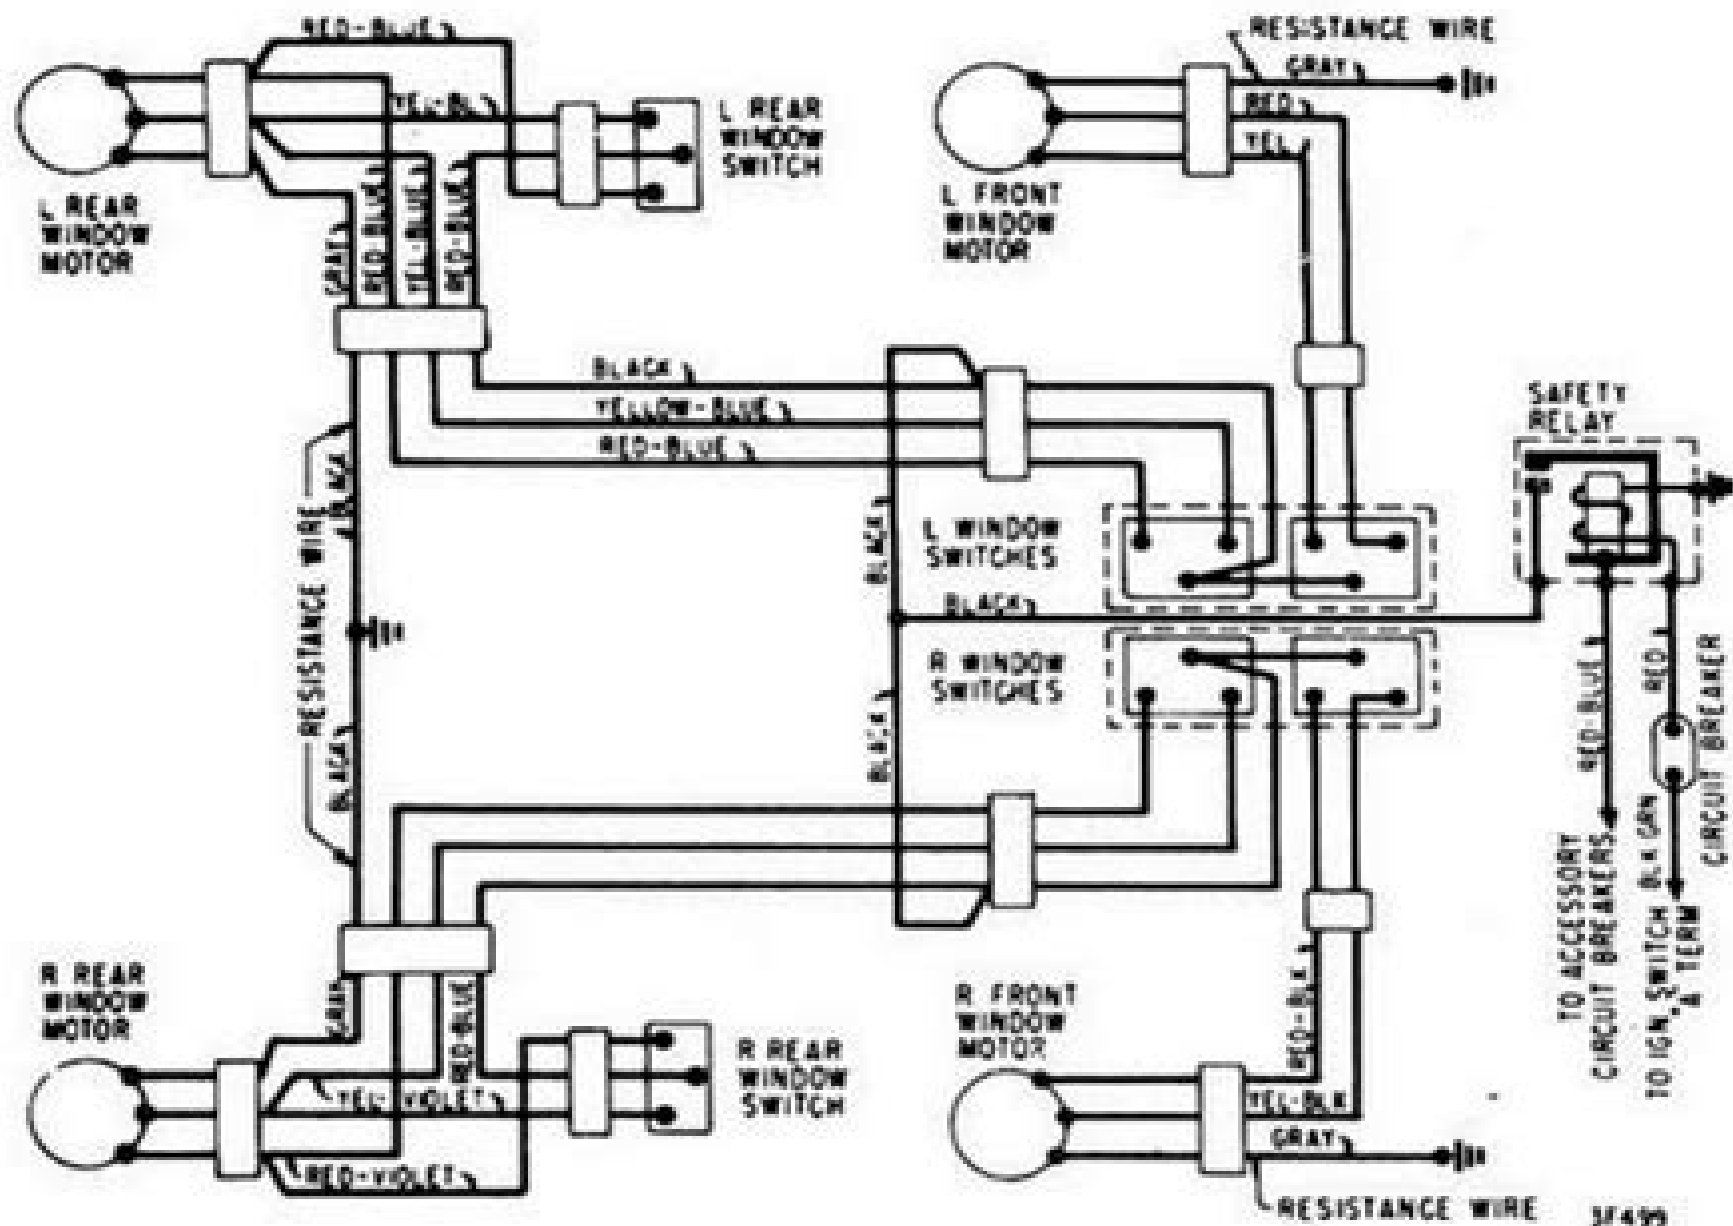 RED-BLUE
YEL-BL
L REAR
WINDOW
SWITCH
L REAR
WINDOW
MOTOR
GRAY
RED BLUE
YEL-BLUE
RED-BLUE
RESISTANCE WIRE
GRAY
RED
YEL
L FRONT
WINDOW
MOTOR
BLACK
YELLOW-BLUE
RED-BLUE
SAFETY
RELAY
RESISTANCE WIRE
BLACK
BLACK
BLACK
L WINDOW
SWITCHES
BLACK
R WINDOW
SWITCHES
BLACK
RED-BLUE
RED
CIRCUIT BREAKER
BLK GRN
TO ACCESSORY
CIRCUIT BREAKERS
TO IGN. SWITCH
A TERM
R REAR
WINDOW
MOTOR
GRAY
RED-BLUE
YEL-VIOLET
RED-VIOLET
R REAR
WINDOW
SWITCH
R FRONT
WINDOW
MOTOR
RED-BLK
YEL-BLK
GRAY
RESISTANCE WIRE
3F499